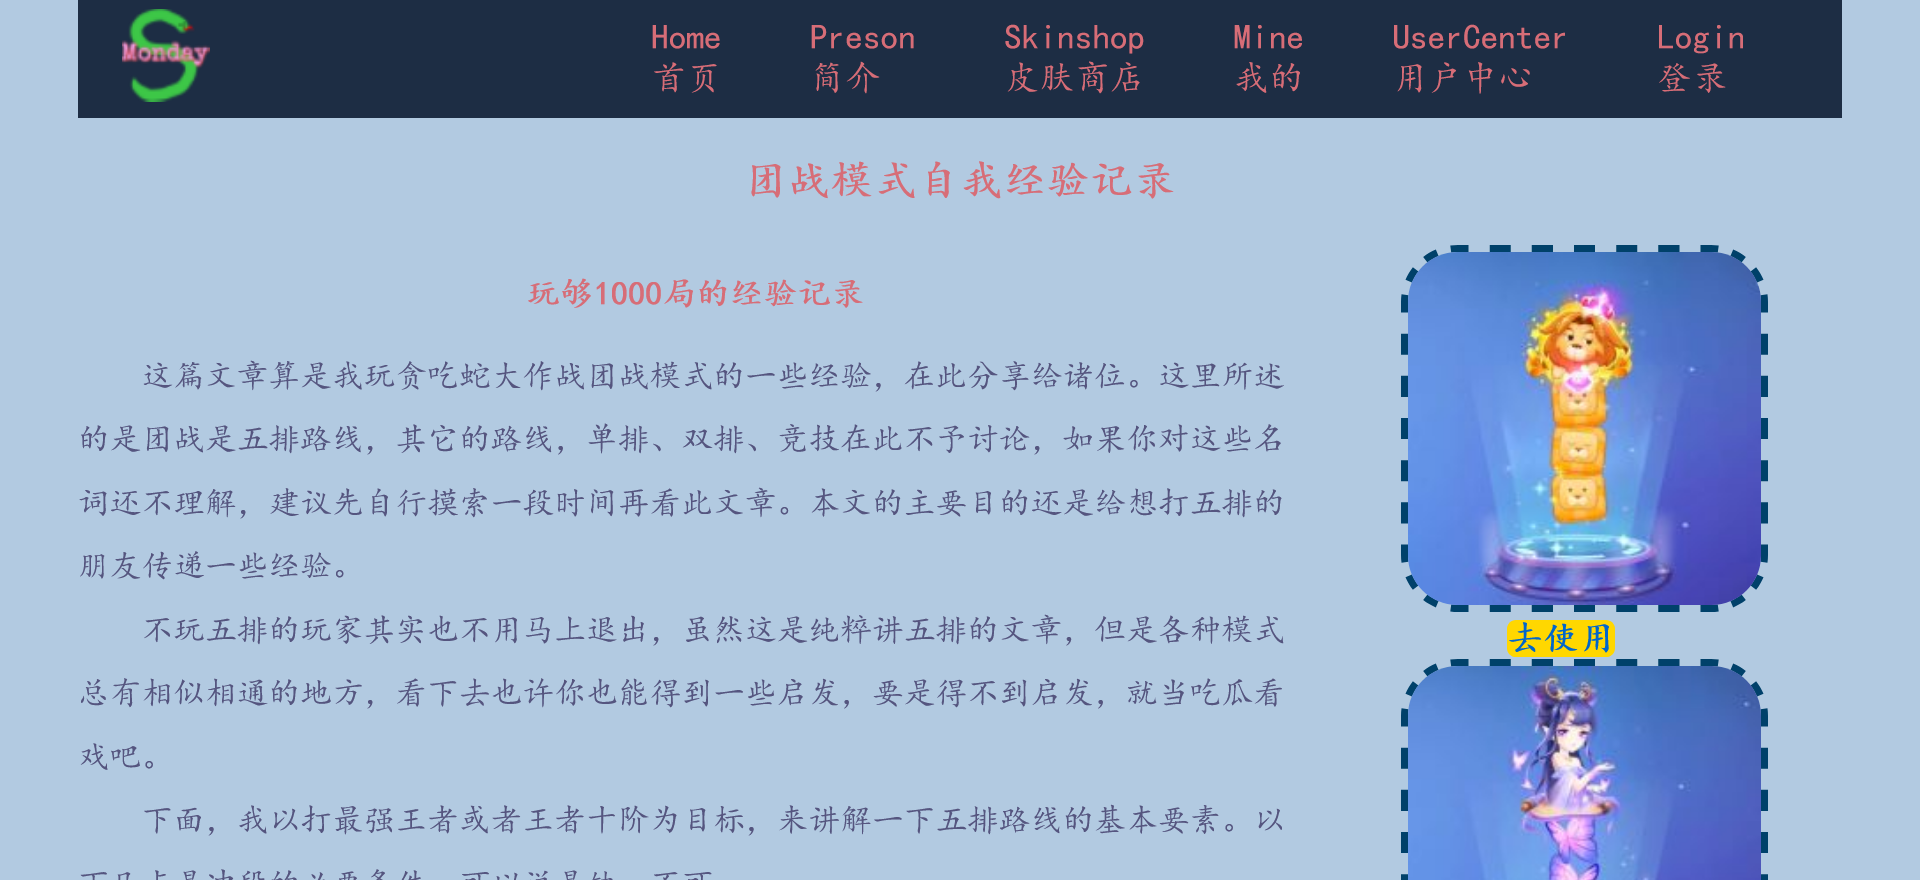 Monday
Home
首页
Preson
简介
Skinshop
皮肤商店
Mine
我的
UserCenter
用户中心
Login
登录
团战模式自我经验记录
玩够1000局的经验记录
这篇文章算是我玩贪吃蛇大作战团战模式的一些经验，在此分享给诸位。这里所述
的是团战是五排路线，其它的路线，单排、双排、竞技在此不予讨论，如果你对这些名
词还不理解，建议先自行摸索一段时间再看此文章。本文的主要目的还是给想打五排的
朋友传递一些经验。
不玩五排的玩家其实也不用马上退出，虽然这是纯粹讲五排的文章，但是各种模式
总有相似相通的地方，看下去也许你也能得到一些启发，要是得不到启发，就当吃瓜看
戏吧。
下面，我以打最强王者或者王者十阶为目标，来讲解一下五排路线的基本要素。以
去使用